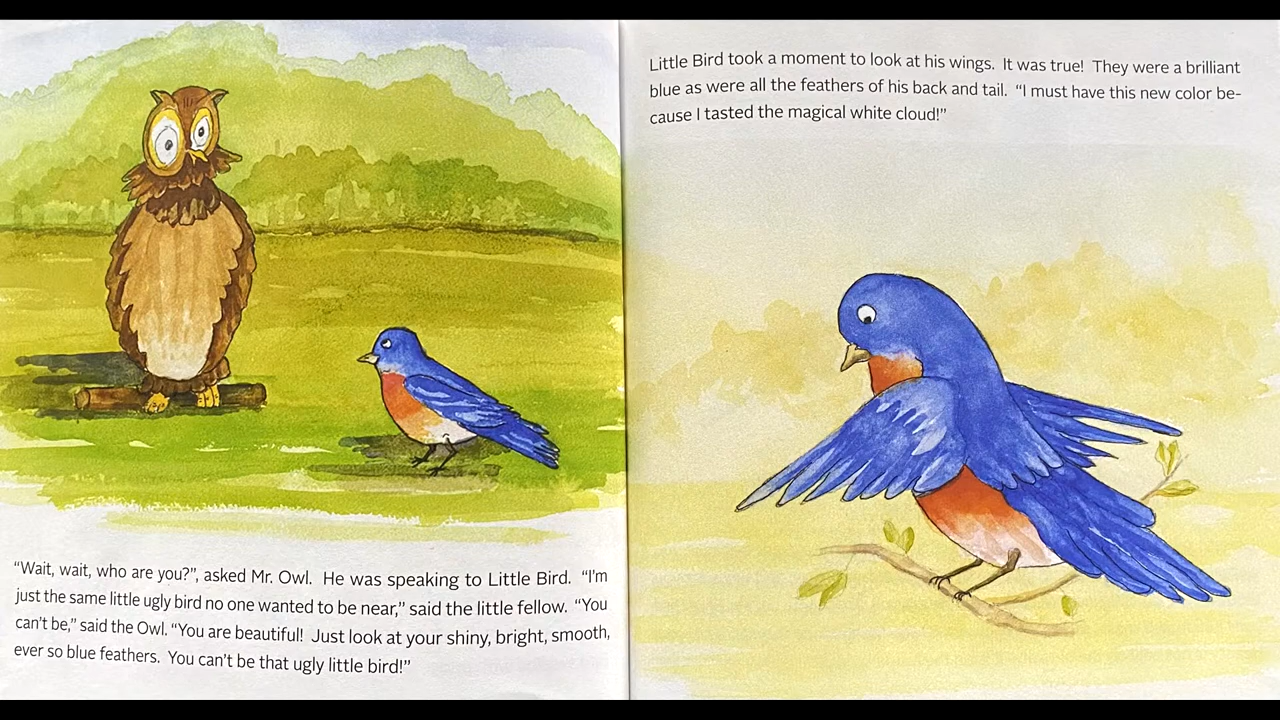 "Wait, wait, who are you?", asked Mr. Owl. He was speaking to Little Bird. "I'm
just the same little ugly bird no one wanted to be near," said the little fellow. "You
can't be," said the Owl. "You are beautiful! Just look at your shiny, bright, smooth,
ever so blue feathers. You can't be that ugly little bird!"
Little Bird took a moment to look at his wings. It was true! They were a brilliant
blue as were all the feathers of his back and tail. "I must have this new color be-
cause I tasted the magical white cloud!"